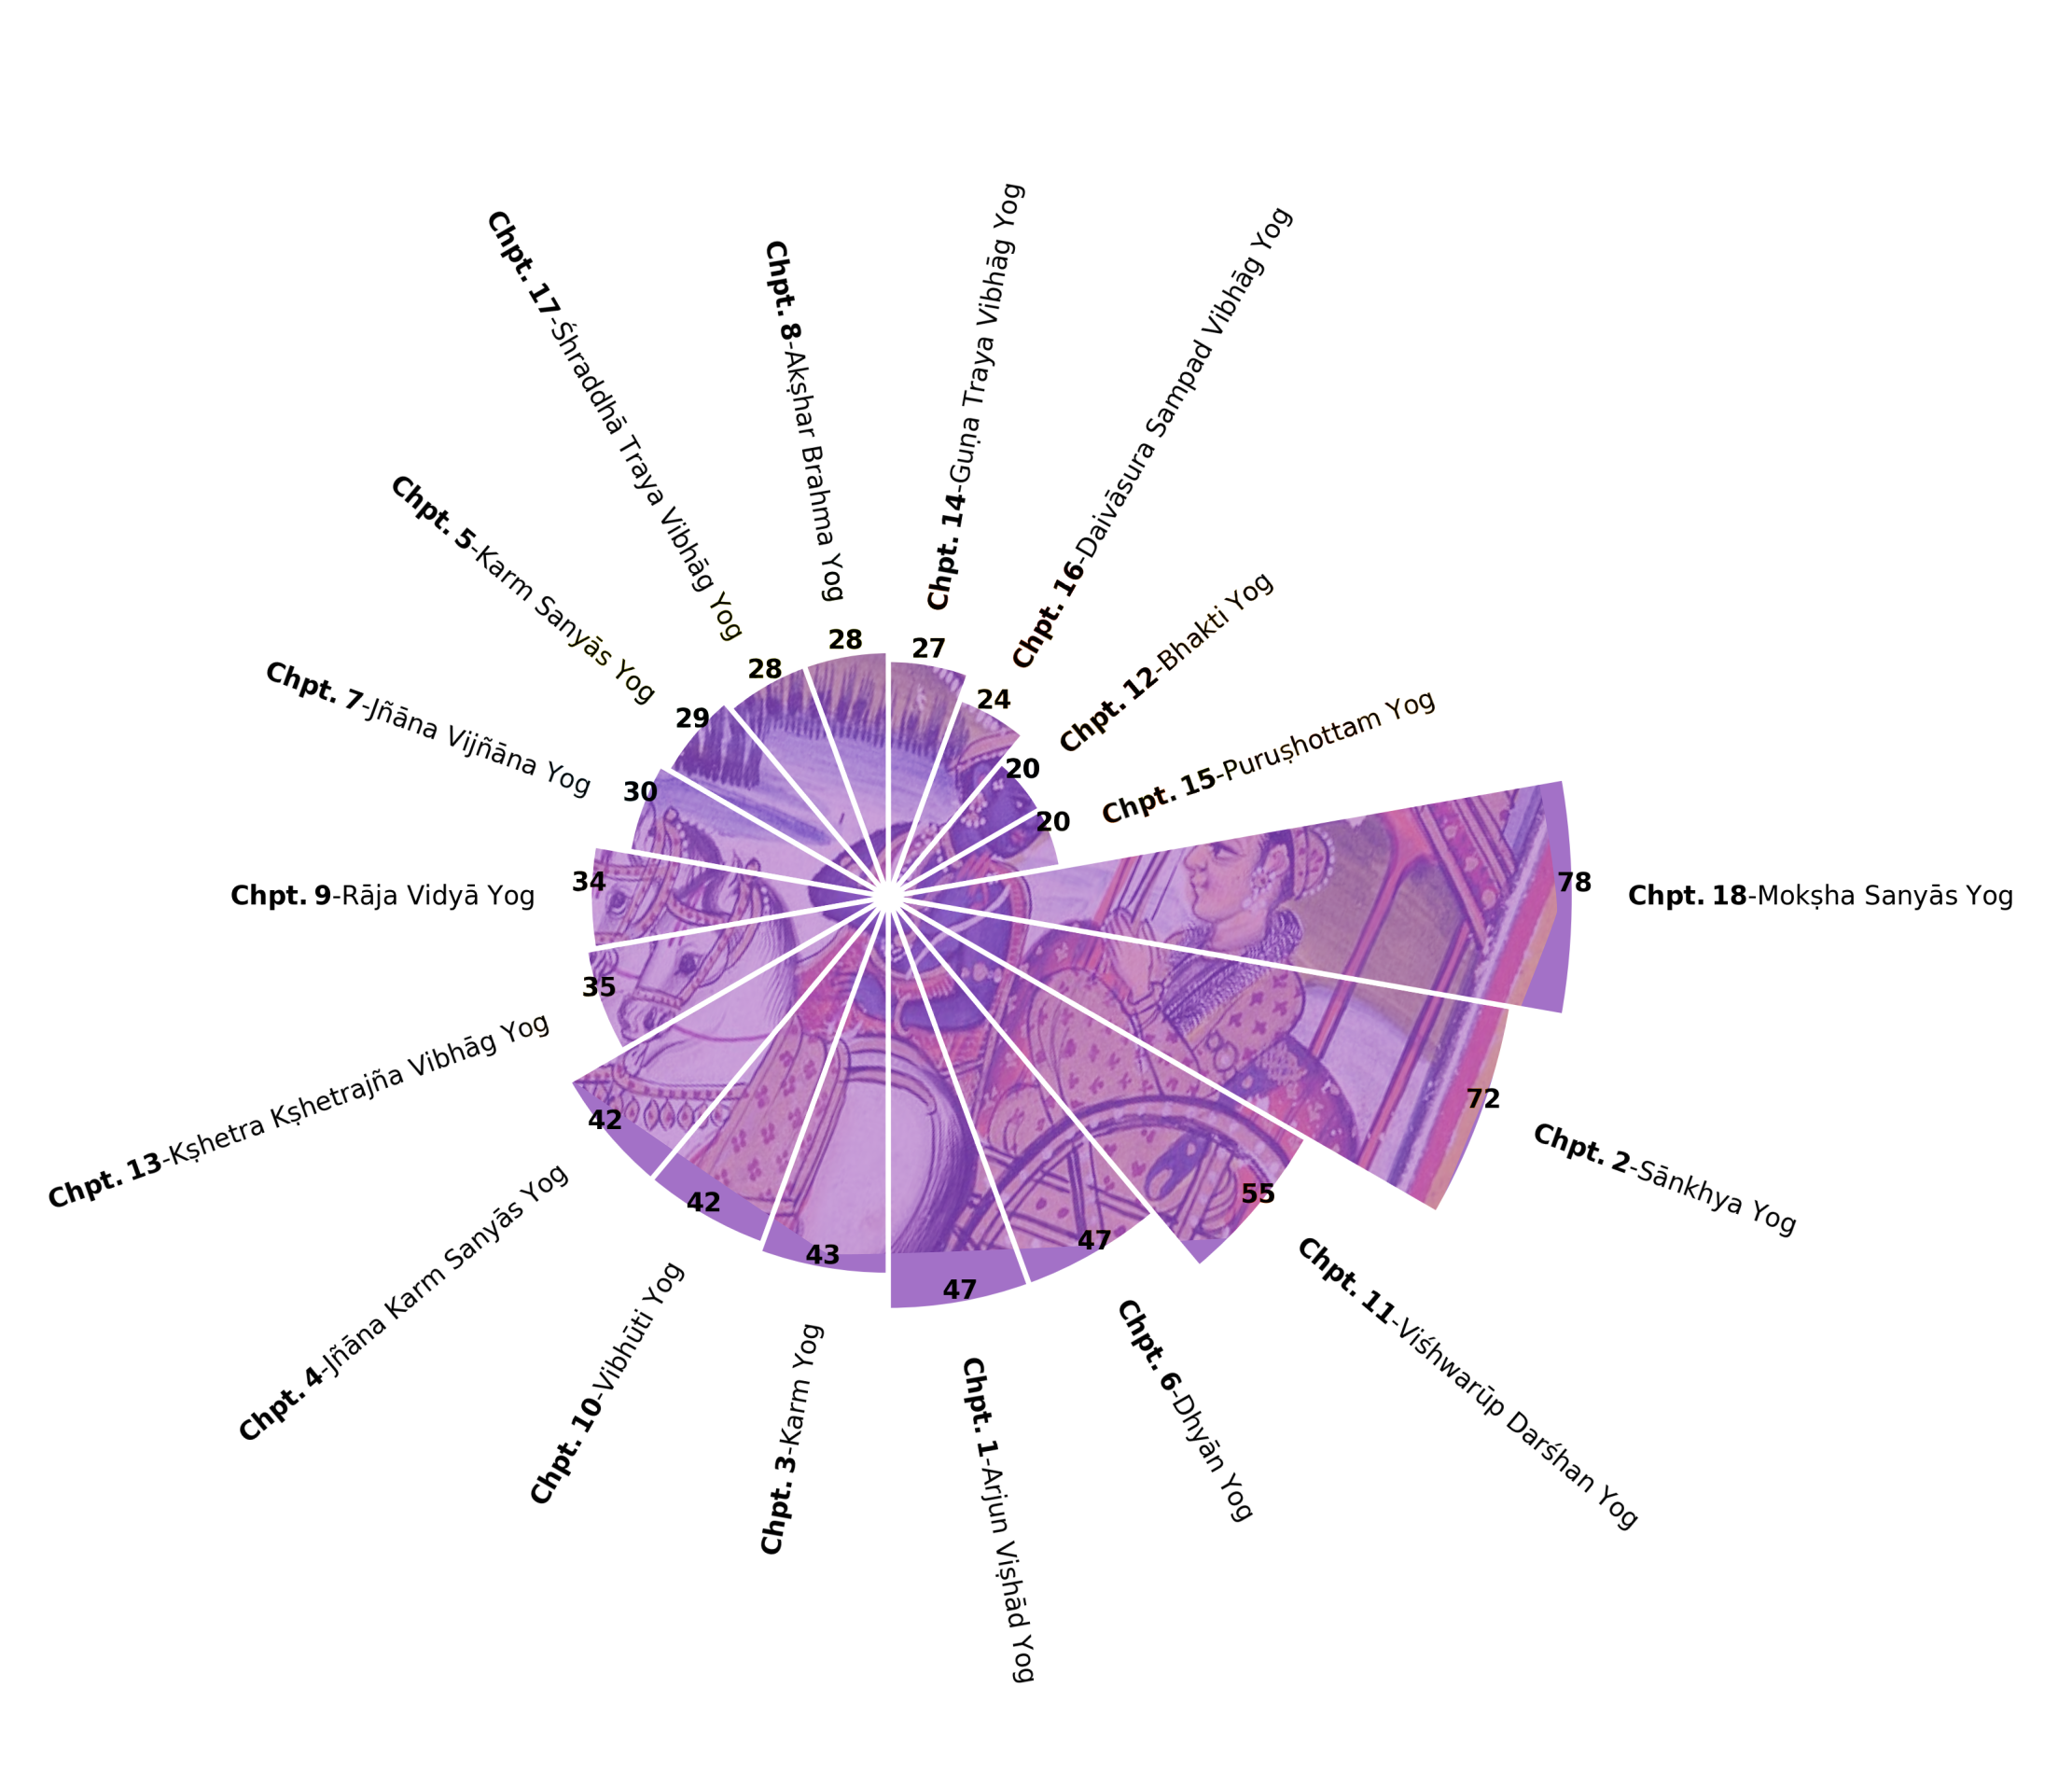 Chpt. 18-Mokṣha Sanyās Yog
78
Chpt. 2-Sānkhya Yog
72
Chpt. 11-Viśhwarūp Darśhan Yog
55
Chpt. 6-Dhyān Yog
47
Chpt. 1-Arjun Viṣhād Yog
47
Chpt. 3-Karm Yog
43
Chpt. 10-Vibhūti Yog
42
Chpt. 4-Jñāna Karm Sanyās Yog
42
Chpt. 13-Kṣhetra Kṣhetrajña Vibhāg Yog
35
Chpt. 9-Rāja Vidyā Yog
34
Chpt. 7-Jñāna Vijñāna Yog
30
Chpt. 5-Karm Sanyās Yog
29
Chpt. 17-Śhraddhā Traya Vibhāg Yog
28
Chpt. 8-Akṣhar Brahma Yog
28
Chpt. 14-Guṇa Traya Vibhāg Yog
27
Chpt. 16-Daivāsura Sampad Vibhāg Yog
24
Chpt. 12-Bhakti Yog
20
Chpt. 15-Puruṣhottam Yog
20